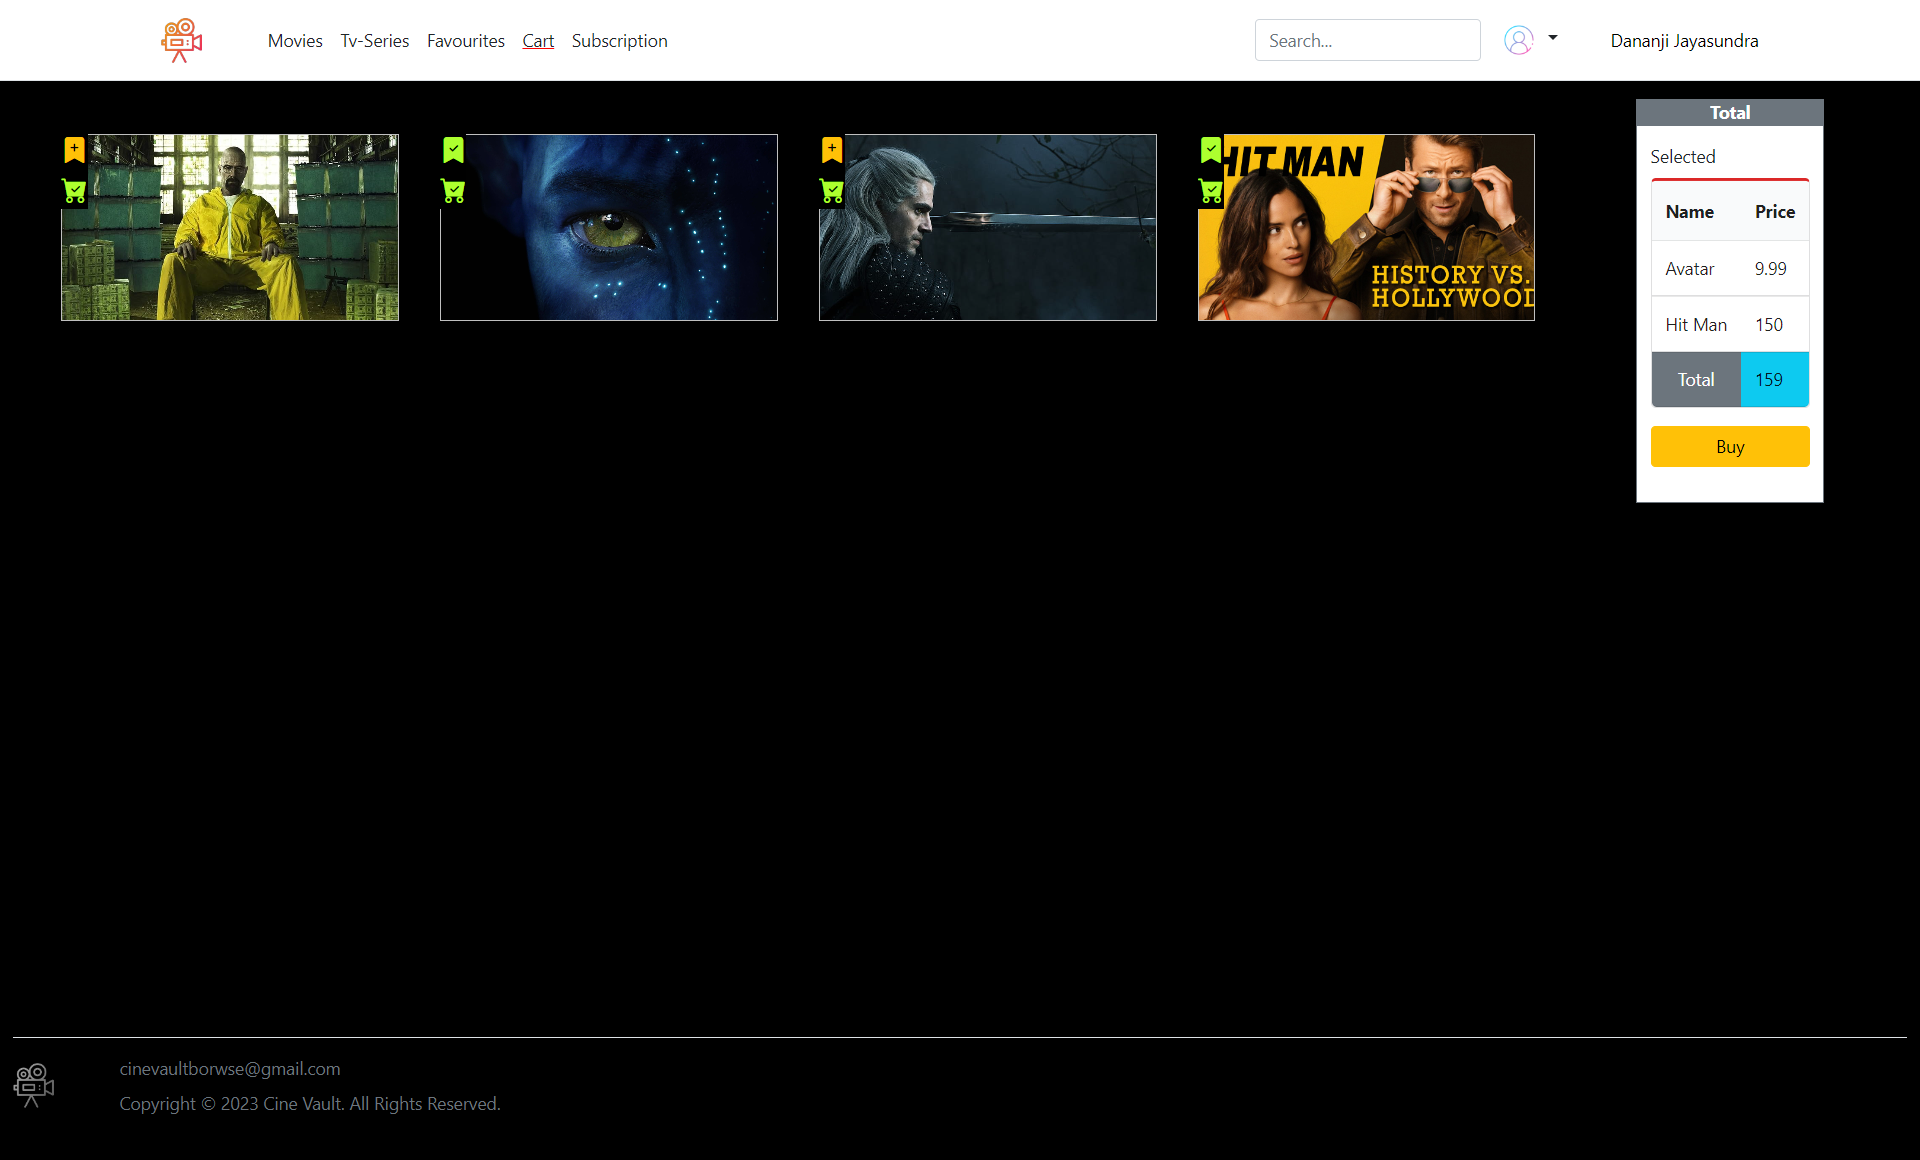 Movies Tv-Series Favourites Cart Subscription Search... Dananji Jayasundra
HIT MAN
HISTORY VS.
HOLLYWOOD
Total
Selected
Name Price
Avatar 9.99
Hit Man 150
Total 159
Buy
cinevaultborwse@gmail.com
Copyright © 2023 Cine Vault. All Rights Reserved.